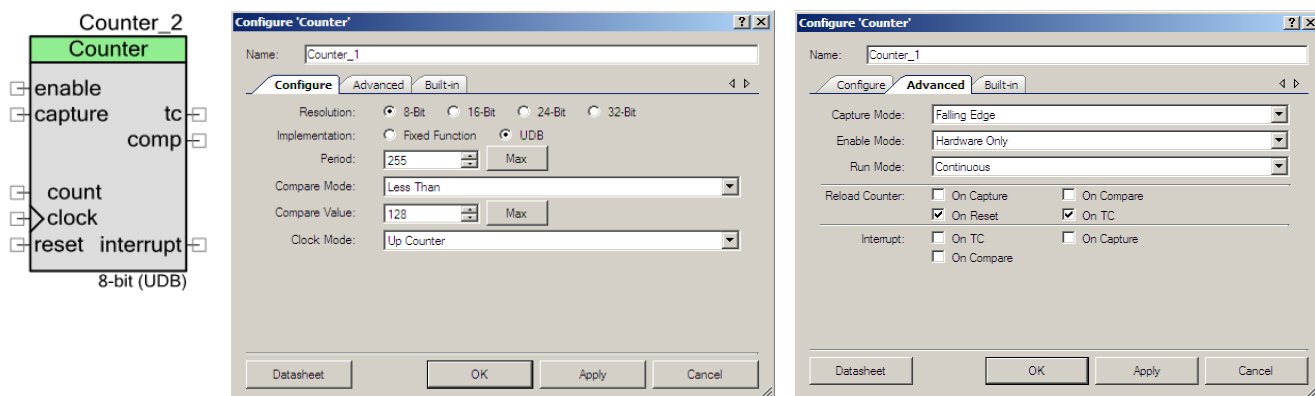 Counter_2
Counter
enable
capture
tc
comp
count
clock
reset
interrupt
8-bit (UDB)
Configure 'Counter'
Name: Counter_1
Configure Advanced Built-in
Resolution: 8-Bit 16-Bit 24-Bit 32-Bit
Implementation: Fixed Function UDB
Period: 255 Max
Compare Mode: Less Than
Compare Value: 128 Max
Clock Mode: Up Counter
Datasheet OK Apply Cancel
Configure 'Counter'
Name: Counter_1
Configure Advanced Built-in
Capture Mode: Falling Edge
Enable Mode: Hardware Only
Run Mode: Continuous
Reload Counter: On Capture On Compare
On Reset On TC
Interrupt: On TC On Capture
On Compare
Datasheet OK Apply Cancel